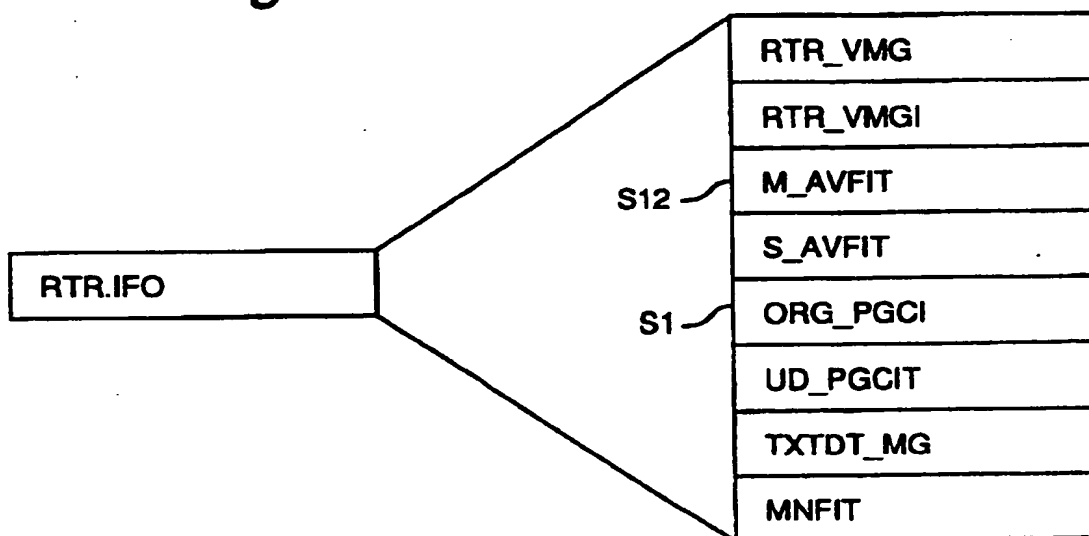 RTR_VMG
RTR_VMGI
S12 M_AVFIT
S_AVFIT
RTR.IFO
S1 ORG_PGCI
UD_PGCIT
TXTDT_MG
MNFIT